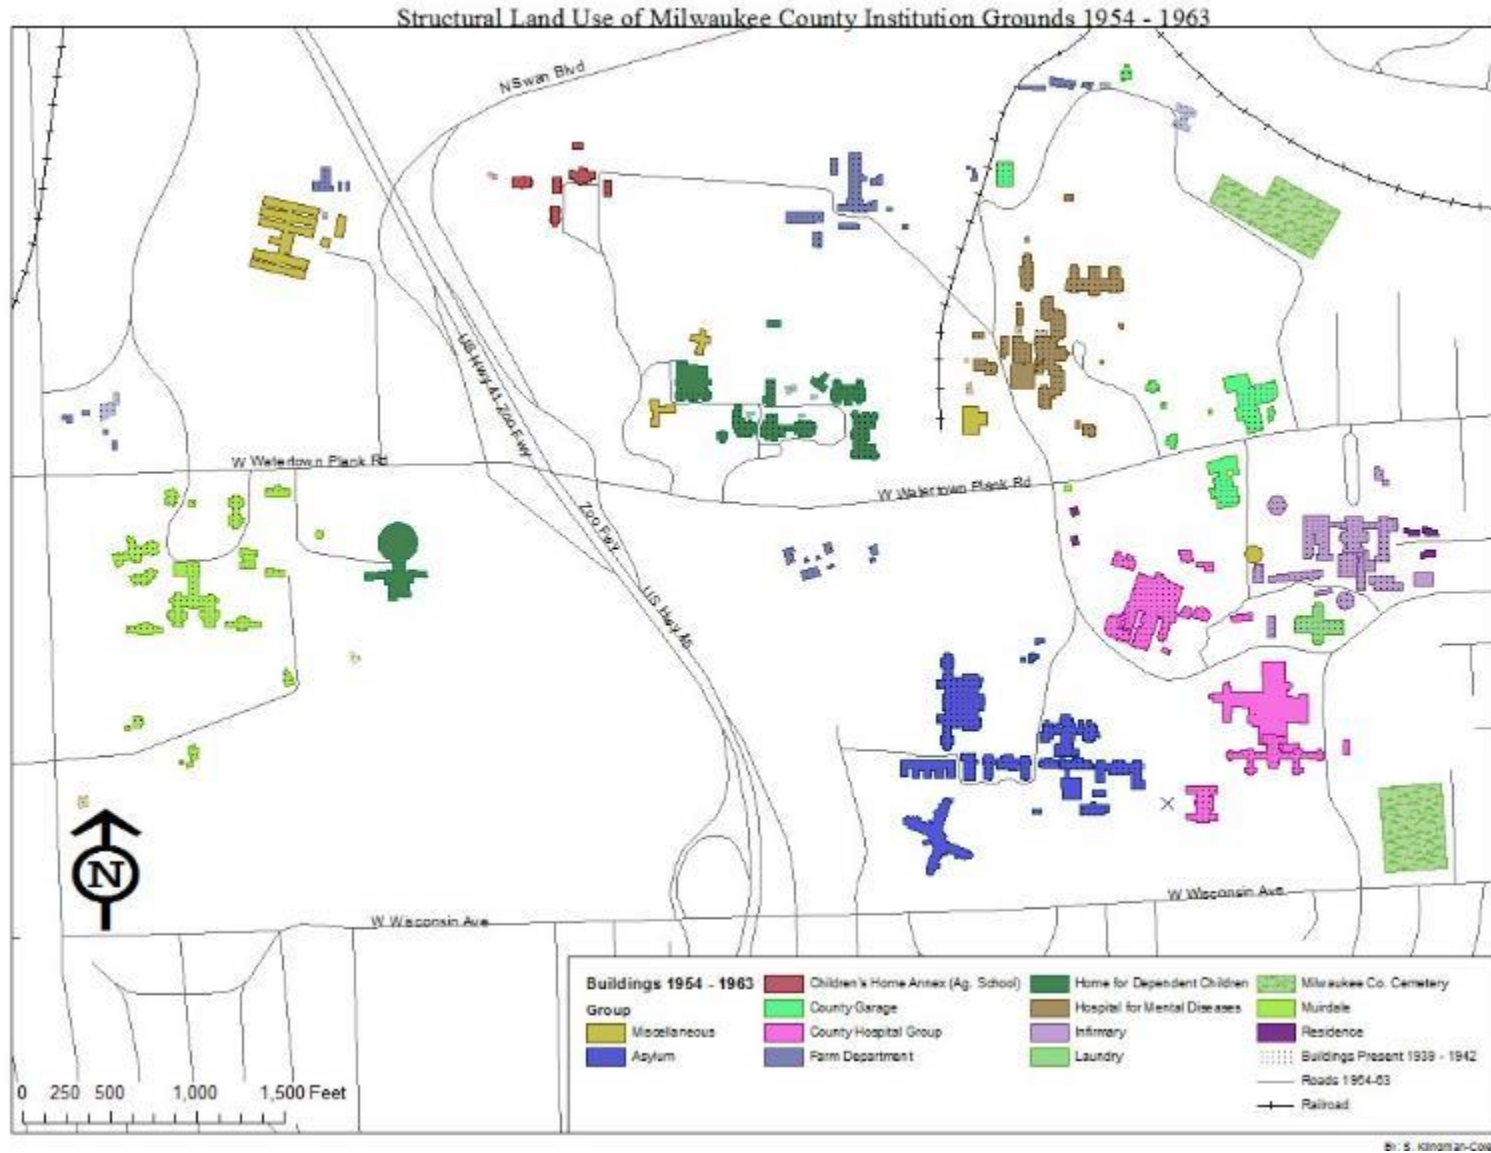 Structural Land Use of Milwaukee County Institution Grounds 1954 - 1963
N Swan Blvd
US Hwy 41-Zoo Fwy
W Watertown Plank Rd
W Watertown Plank Rd
Zoo Fwy
US Hwy
N
W Wisconsin Ave
W Wisconsin Ave
Buildings 1954 - 1963
Group
Miscellaneous
Asylum
Children's Home Annex (Ag. School)
County Garage
County Hospital Group
Farm Department
Home for Dependent Children
Hospital for Mental Diseases
Infirmary
Laundry
Milwaukee Co. Cemetery
Muirdale
Residence
Buildings Present 1939 - 1942
Roads 1954-63
Railroad
0 250 500 1,000 1,500 Feet
By: S. Klingman-Cole